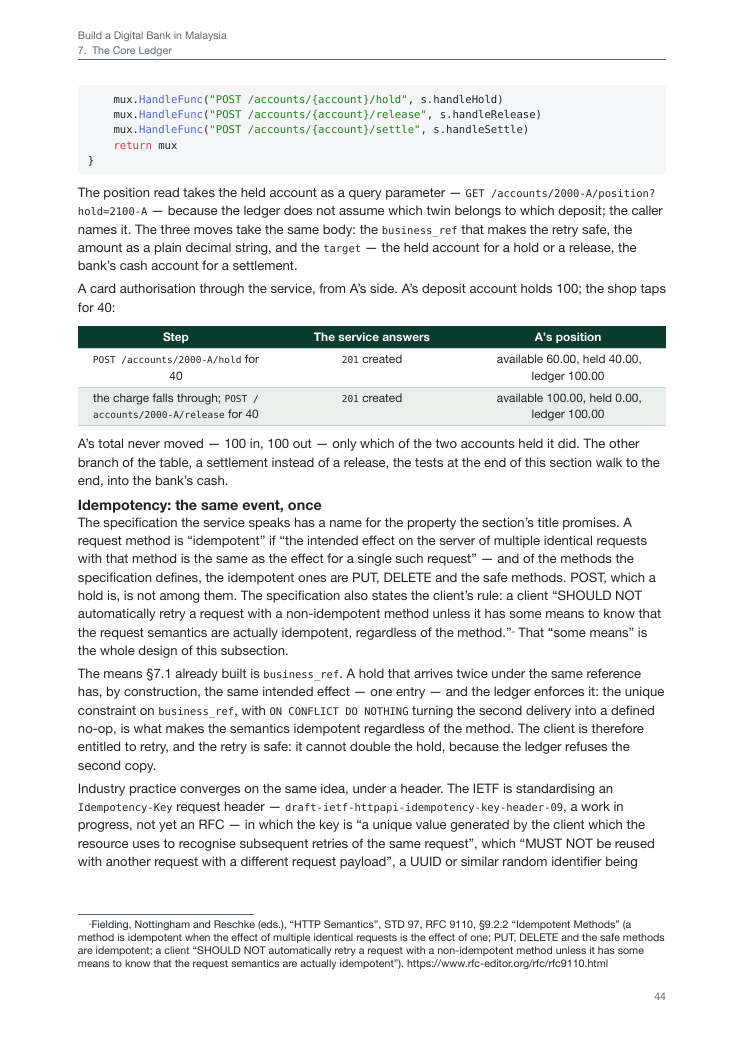 Build a Digital Bank in Malaysia
7. The Core Ledger
mux.HandleFunc("POST /accounts/{account}/hold", s.handleHold)
mux.HandleFunc("POST /accounts/{account}/release", s.handleRelease)
mux.HandleFunc("POST /accounts/{account}/settle", s.handleSettle)
return mux
}
The position read takes the held account as a query parameter — GET /accounts/2000-A/position?
hold=2100-A — because the ledger does not assume which twin belongs to which deposit; the caller
names it. The three moves take the same body: the business_ref that makes the retry safe, the
amount as a plain decimal string, and the target — the held account for a hold or a release, the
bank’s cash account for a settlement.
A card authorisation through the service, from A’s side. A’s deposit account holds 100; the shop taps
for 40:
Step The service answers A’s position
POST /accounts/2000-A/hold for 201 created available 60.00, held 40.00,
40 ledger 100.00
the charge falls through; POST / 201 created available 100.00, held 0.00,
accounts/2000-A/release for 40 ledger 100.00
A’s total never moved — 100 in, 100 out — only which of the two accounts held it did. The other
branch of the table, a settlement instead of a release, the tests at the end of this section walk to the
end, into the bank’s cash.
Idempotency: the same event, once
The specification the service speaks has a name for the property the section’s title promises. A
request method is “idempotent” if “the intended effect on the server of multiple identical requests
with that method is the same as the effect for a single such request” — and of the methods the
specification defines, the idempotent ones are PUT, DELETE and the safe methods. POST, which a
hold is, is not among them. The specification also states the client’s rule: a client “SHOULD NOT
automatically retry a request with a non-idempotent method unless it has some means to know that
the request semantics are actually idempotent, regardless of the method.” That “some means” is
the whole design of this subsection.
The means §7.1 already built is business_ref. A hold that arrives twice under the same reference
has, by construction, the same intended effect — one entry — and the ledger enforces it: the unique
constraint on business_ref, with ON CONFLICT DO NOTHING turning the second delivery into a defined
no-op, is what makes the semantics idempotent regardless of the method. The client is therefore
entitled to retry, and the retry is safe: it cannot double the hold, because the ledger refuses the
second copy.
Industry practice converges on the same idea, under a header. The IETF is standardising an
Idempotency-Key request header — draft-ietf-httpapi-idempotency-key-header-09, a work in
progress, not yet an RFC — in which the key is “a unique value generated by the client which the
resource uses to recognise subsequent retries of the same request”, which “MUST NOT be reused
with another request with a different request payload”, a UUID or similar random identifier being
Fielding, Nottingham and Reschke (eds.), “HTTP Semantics”, STD 97, RFC 9110, §9.2.2 “Idempotent Methods” (a
method is idempotent when the effect of multiple identical requests is the effect of one; PUT, DELETE and the safe methods
are idempotent; a client “SHOULD NOT automatically retry a request with a non-idempotent method unless it has some
means to know that the request semantics are actually idempotent”). https://www.rfc-editor.org/rfc/rfc9110.html
44